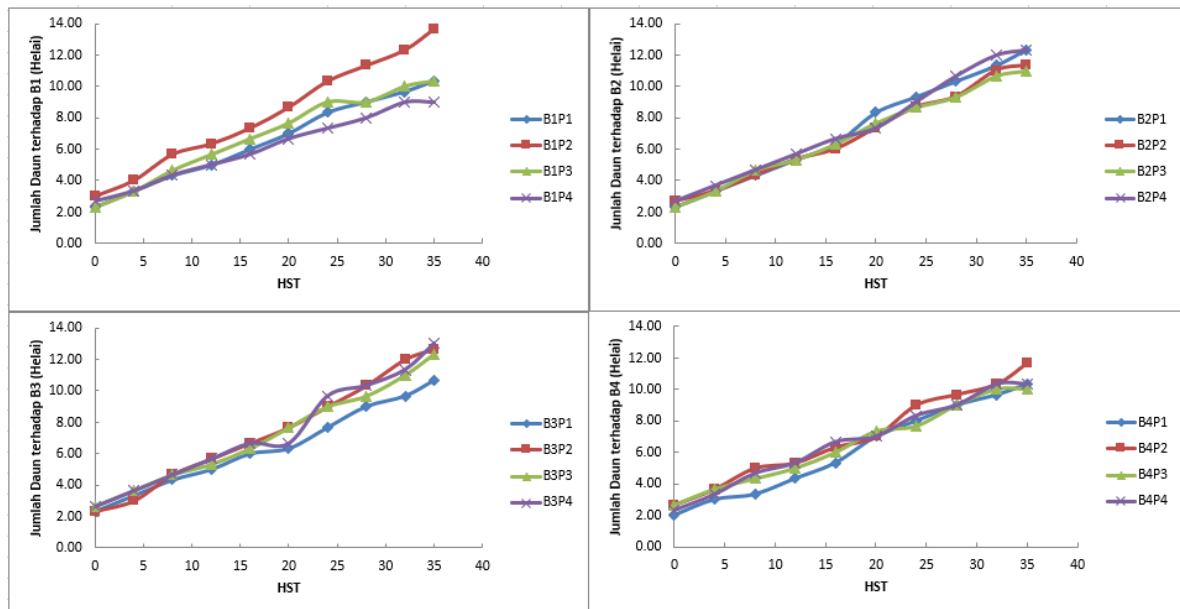 Jumlah Daun terhadap B1 (Helai)
14.00
12.00
10.00
8.00
6.00
4.00
2.00
0.00
0 5 10 15 20 25 30 35 40
HST
B1P1
B1P2
B1P3
B1P4
Junlah Daun terhadap B2 (Helai)
14.00
12.00
10.00
8.00
6.00
4.00
2.00
0.00
0 5 10 15 20 25 30 35 40
HST
B2P1
B2P2
B2P3
B2P4
Jumlah Daun terhadap B3 (Helai)
14.00
12.00
10.00
8.00
6.00
4.00
2.00
0.00
0 5 10 15 20 25 30 35 40
HST
B3P1
B3P2
B3P3
B3P4
Jumlah Daun terhadap B4 (Helai)
14.00
12.00
10.00
8.00
6.00
4.00
2.00
0.00
0 5 10 15 20 25 30 35 40
HST
B4P1
B4P2
B4P3
B4P4